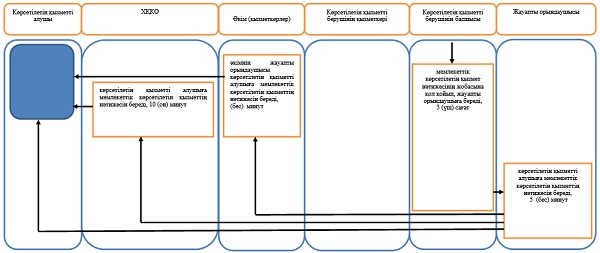 Көрсетілетін қызметті
алушы
ХҚКО
Әкім (қызметкерлер)
Көрсетілетін қызметті
берушінің қызметкері
Көрсетілетін қызметті
берушінің басшысы
Жауапты орындаушысы
көрсетілетін қызметті алушыға
мемлекеттік көрсетілетін қызметтің
нәтижесін береді, 10 (он) минут
әкімнің жауапты
орындаушысы
көрсетілетін қызметті
алушыға мемлекеттік
көрсетілетін қызметтің
нәтижесін береді,
(бес) минут
мемлекеттік
көрсетілетін қызмет
нәтижесінің жобасына
қол қойып, жауапты
орындаушыға береді,
3 (үш) сағат
көрсетілетін қызметті
алушыға мемлекеттік
көрсетілетін қызметтің
нәтижесін береді,
5 (бес) минут